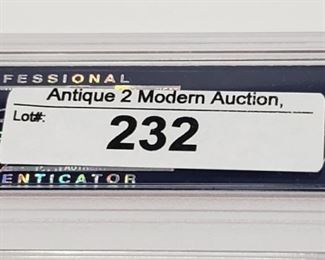 FESSIONAL
Antique 2 Modern Auction,
Lot#:
232
ENTICATOR